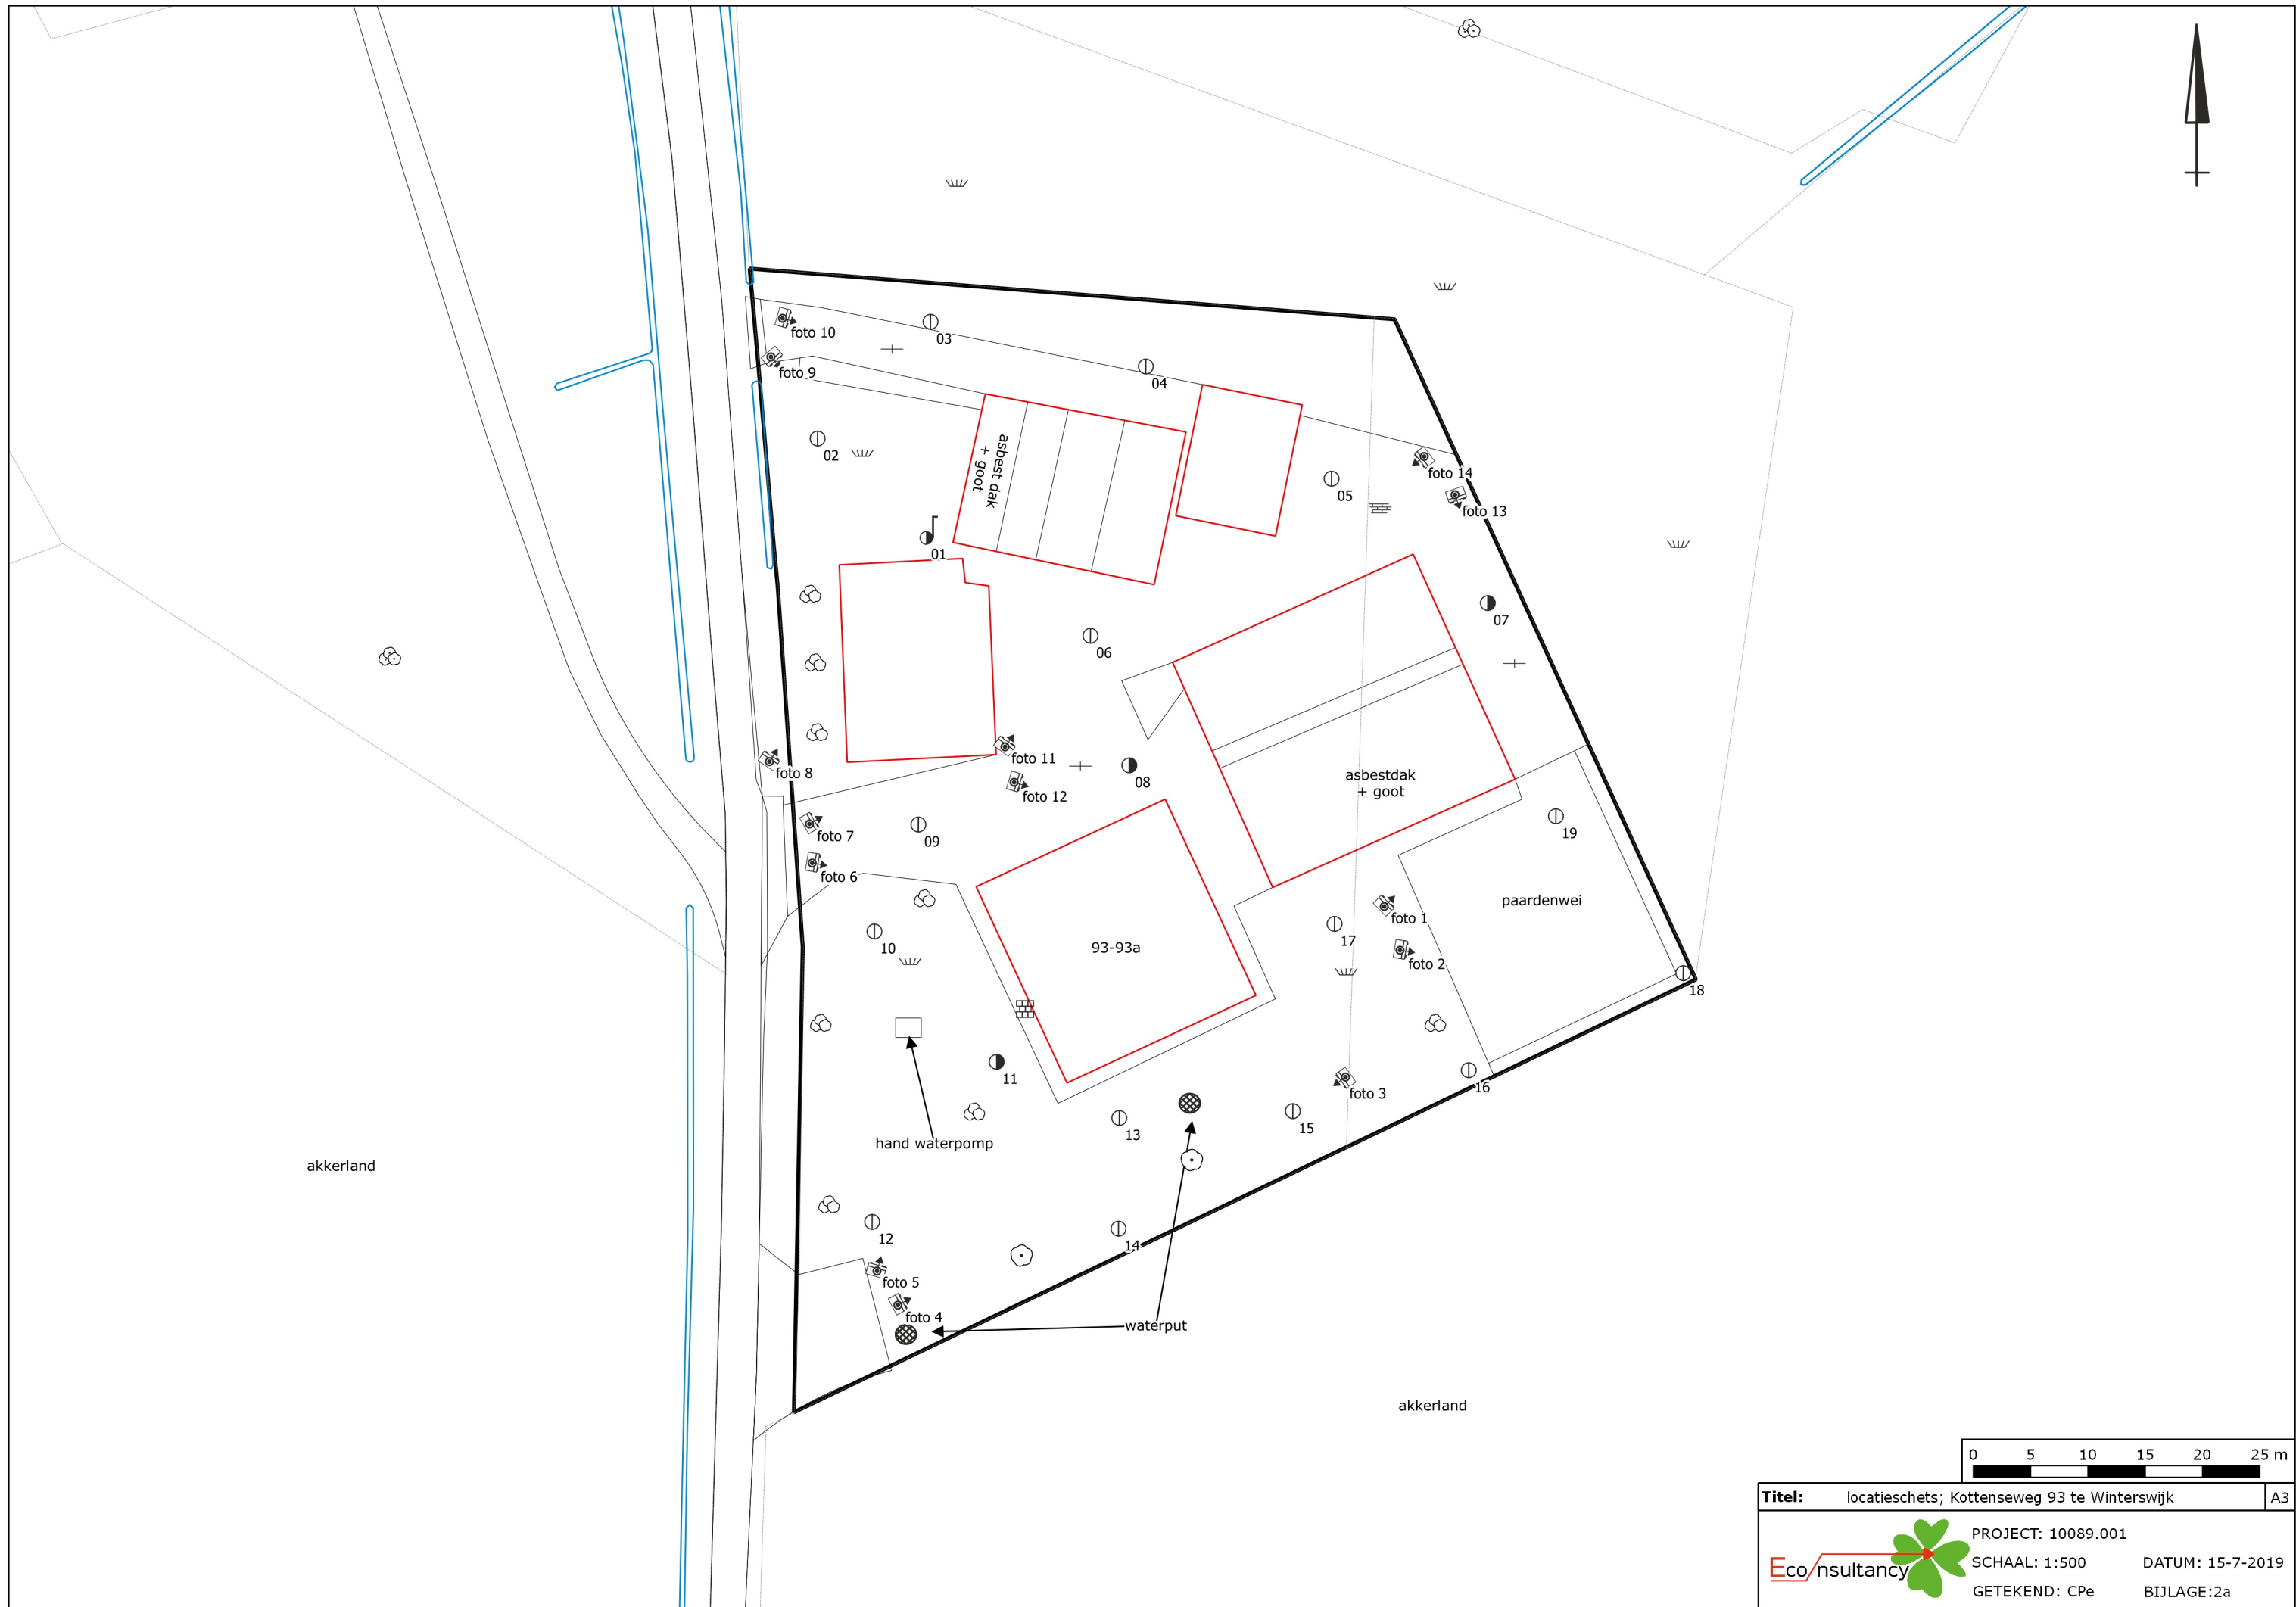 foto 10
03
foto 9
04
02
asbest dak
+ goot
foto 14
05
foto 13
01
07
06
foto 11
foto 8
asbestdak
+ goot
08
foto 12
foto 7
09
19
foto 6
paardenwei
foto 1
17
10
93-93a
foto 2
18
11
16
foto 3
15
13
hand waterpomp
akkerland
12
14
foto 5
foto 4
waterput
akkerland
0 5 10 15 20 25 m
Titel: locatieschets; Kottenseweg 93 te Winterswijk A3
Econsultancy
PROJECT: 10089.001
SCHAAL: 1:500 DATUM: 15-7-2019
GETEKEND: CPe BIJLAGE:2a